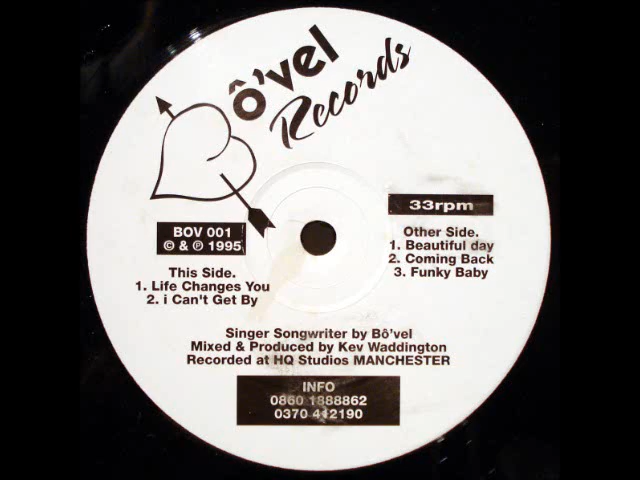 Bô'vel
Records
BOV 001
© & ℗ 1995
33rpm
This Side.
1. Life Changes You
2. i Can't Get By
Other Side.
1. Beautiful day
2. Coming Back
3. Funky Baby
Singer Songwriter by Bô'vel
Mixed & Produced by Kev Waddington
Recorded at HQ Studios MANCHESTER
INFO
0860 1888862
0370 412190